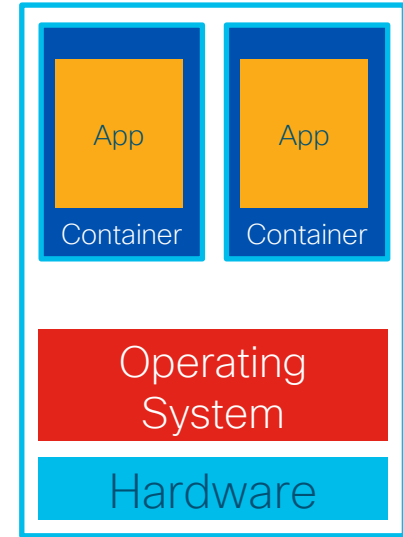 App
App
Container
Container
Operating
System
Hardware